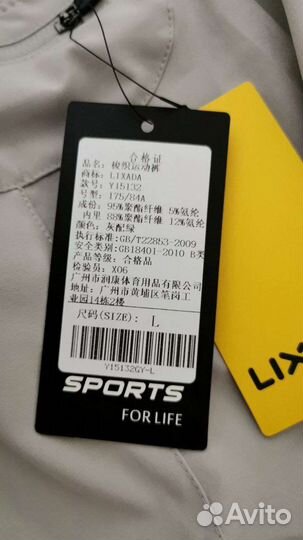 合格证
品名: 梭织运动裤
商标: LIXADA
款号: Y15132
型号: 175/84A
成份: 95%聚酯纤维 5%氨纶
内里 88%聚酯纤维 12%氨纶
颜色: 灰配绿
执行标准: GB/T22853-2009
安全类别: GB18401-2010 B类
产品等级: 合格品
检验员: X06
广州市润康体育用品有限公司
地址: 广州市黄埔区笔岗工
业园14栋2楼
尺码(SIZE): L
Y15132GY-L
SPORTS
FOR LIFE
LIX
Avito